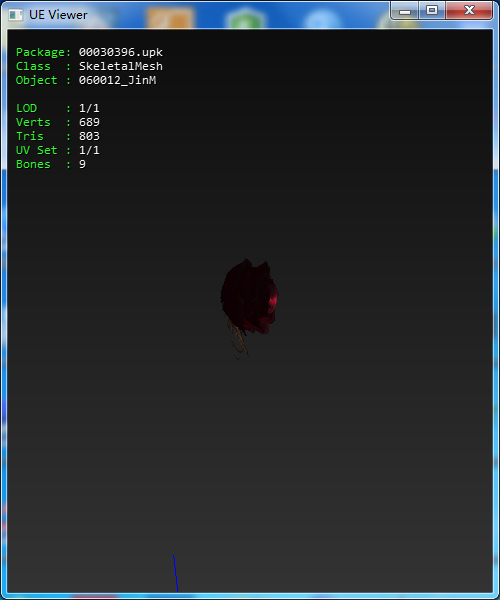 UE Viewer
Package: 00030396.upk
Class : SkeletalMesh
Object : 060012_JinM
LOD : 1/1
Verts : 689
Tris : 803
UV Set : 1/1
Bones : 9